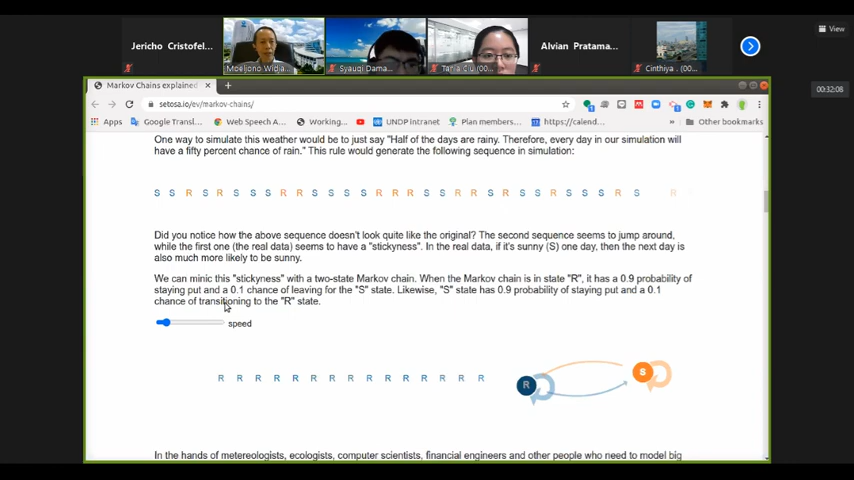 View
Jericho Cristofel...
Moeljono Widja...
Syauqi Dama...
Tania Ciu (00...
Alvian Pratama...
Cinthiya . (00...
00:32:08
Markov Chains explained
setosa.io/ev/markov-chains/
Apps
Google Transl...
Web Speech A...
Working...
UNDP intranet
Plan members...
https://calend...
»
Other bookmarks
One way to simulate this weather would be to just say "Half of the days are rainy. Therefore, every day in our simulation will
have a fifty percent chance of rain." This rule would generate the following sequence in simulation:
S S R S R S S S R R S S S S R R R S S R R S R S S R S S S R S R
Did you notice how the above sequence doesn't look quite like the original? The second sequence seems to jump around,
while the first one (the real data) seems to have a "stickyness". In the real data, if it's sunny (S) one day, then the next day is
also much more likely to be sunny.
We can minic this "stickyness" with a two-state Markov chain. When the Markov chain is in state "R", it has a 0.9 probability of
staying put and a 0.1 chance of leaving for the "S" state. Likewise, "S" state has 0.9 probability of staying put and a 0.1
chance of transitioning to the "R" state.
speed
R R R R R R R R R R R R R R R
R
S
In the hands of metereologists, ecologists, computer scientists, financial engineers and other people who need to model big